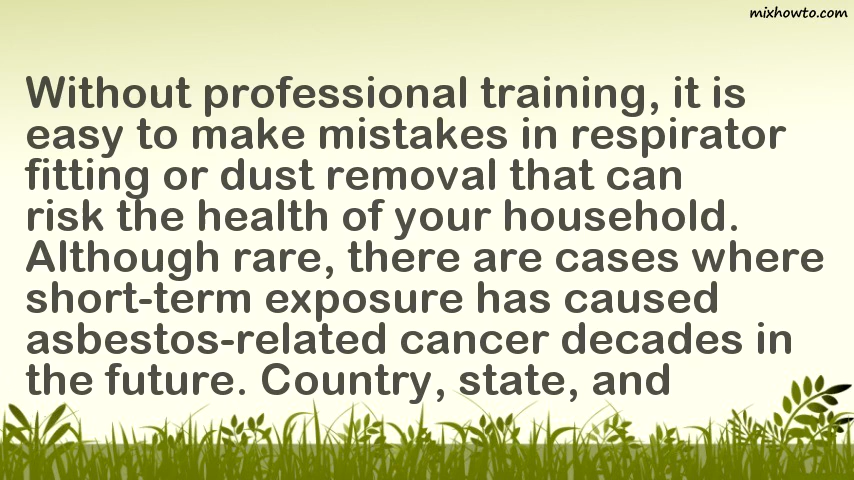 mixhowto.com
Without professional training, it is
easy to make mistakes in respirator
fitting or dust removal that can
risk the health of your household.
Although rare, there are cases where
short-term exposure has caused
asbestos-related cancer decades in
the future. Country, state, and